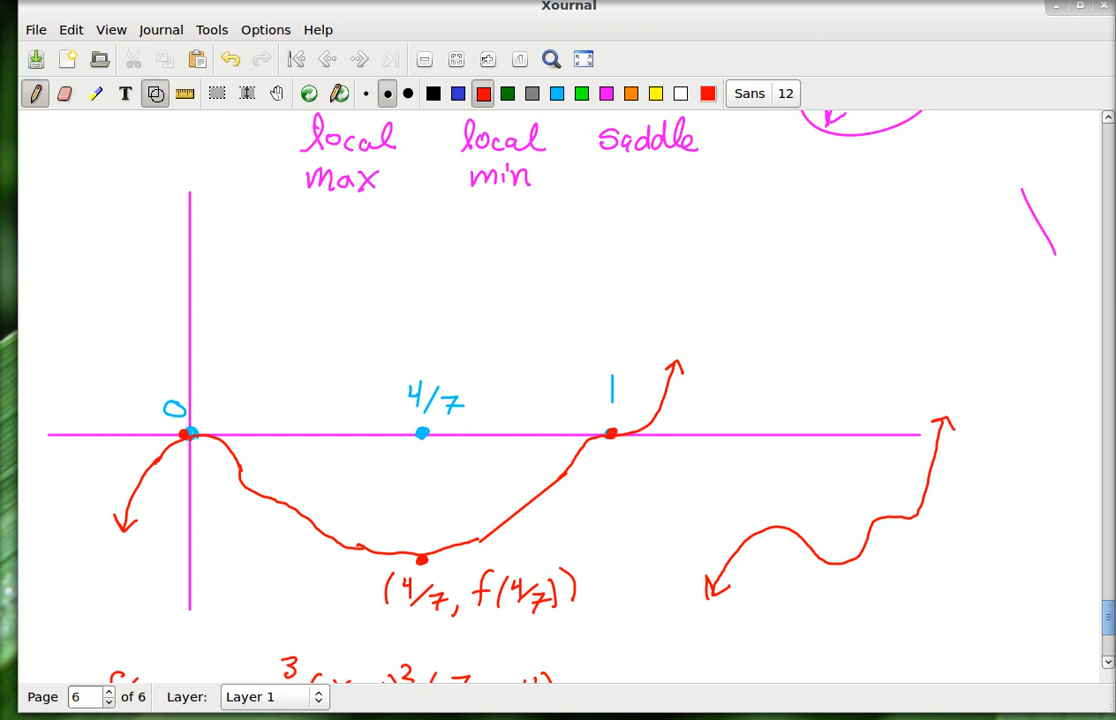 Xournal
File Edit View Journal Tools Options Help
Sans 12
local local saddle
max min
0 4/7 1
(4/7, f(4/7))
Page 6 of 6 Layer: Layer 1